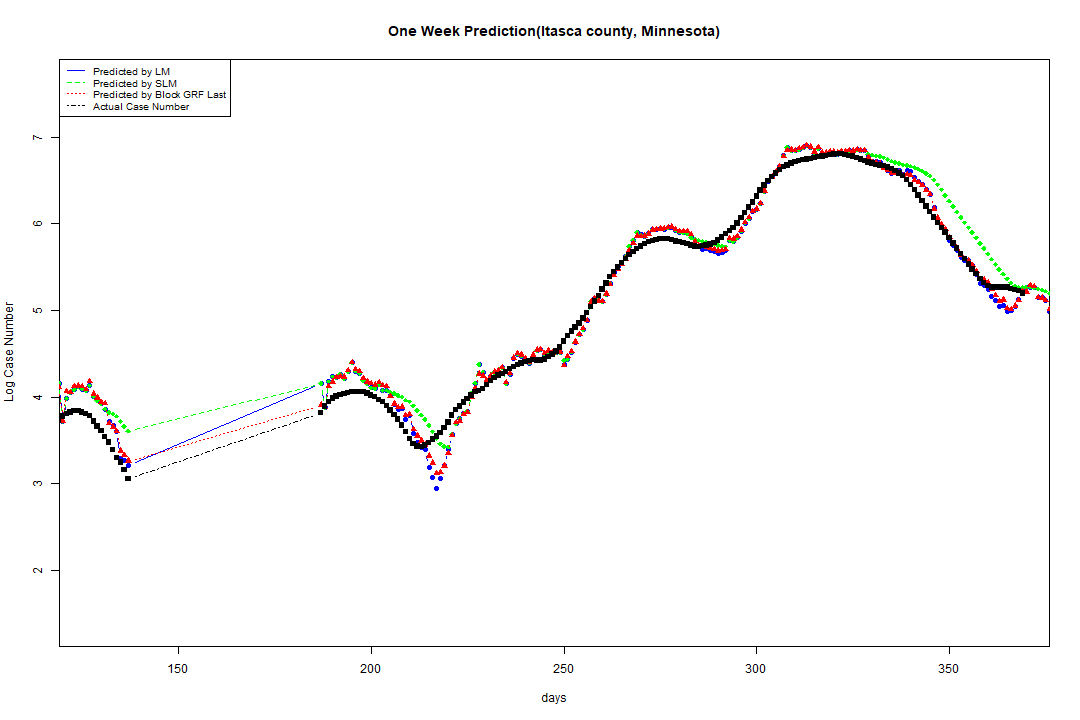 One Week Prediction(Itasca county, Minnesota)
Predicted by LM
Predicted by SLM
Predicted by Block GRF Last
Actual Case Number
7
6
5
4
3
2
Log Case Number
150 200 250 300 350
days